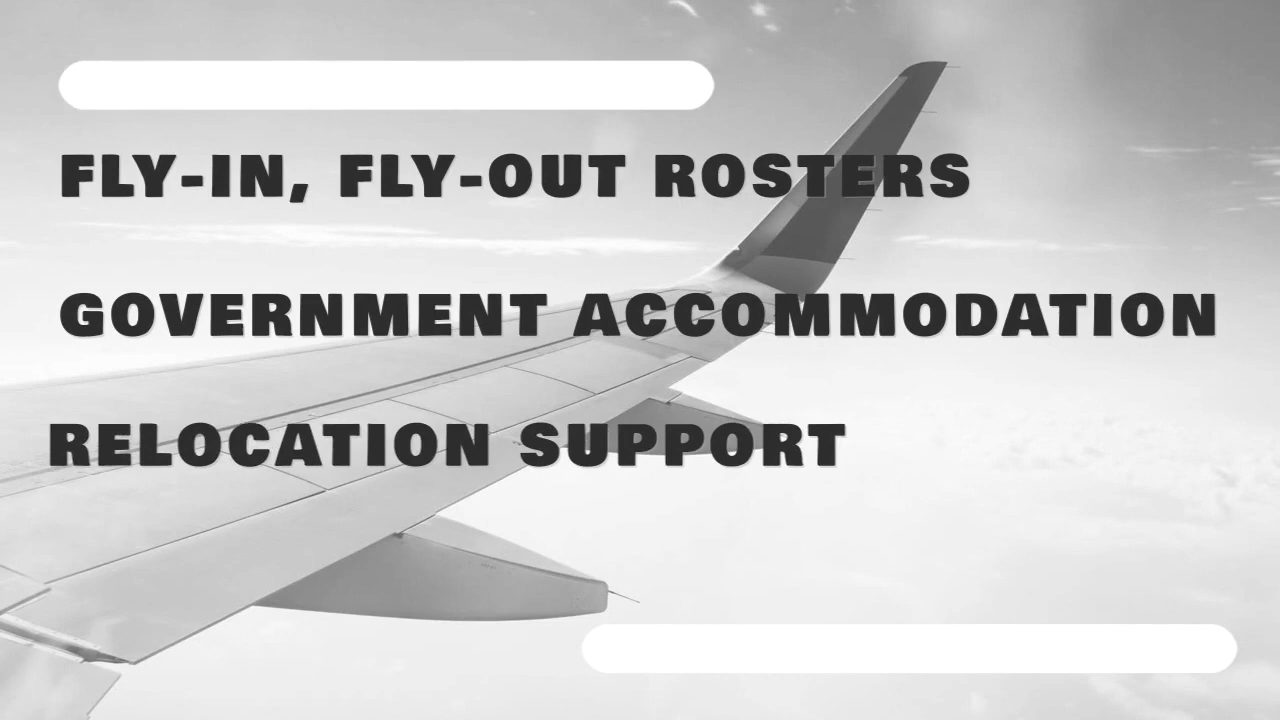 FLY-IN, FLY-OUT ROSTERS
GOVERNMENT ACCOMMODATION
RELOCATION SUPPORT